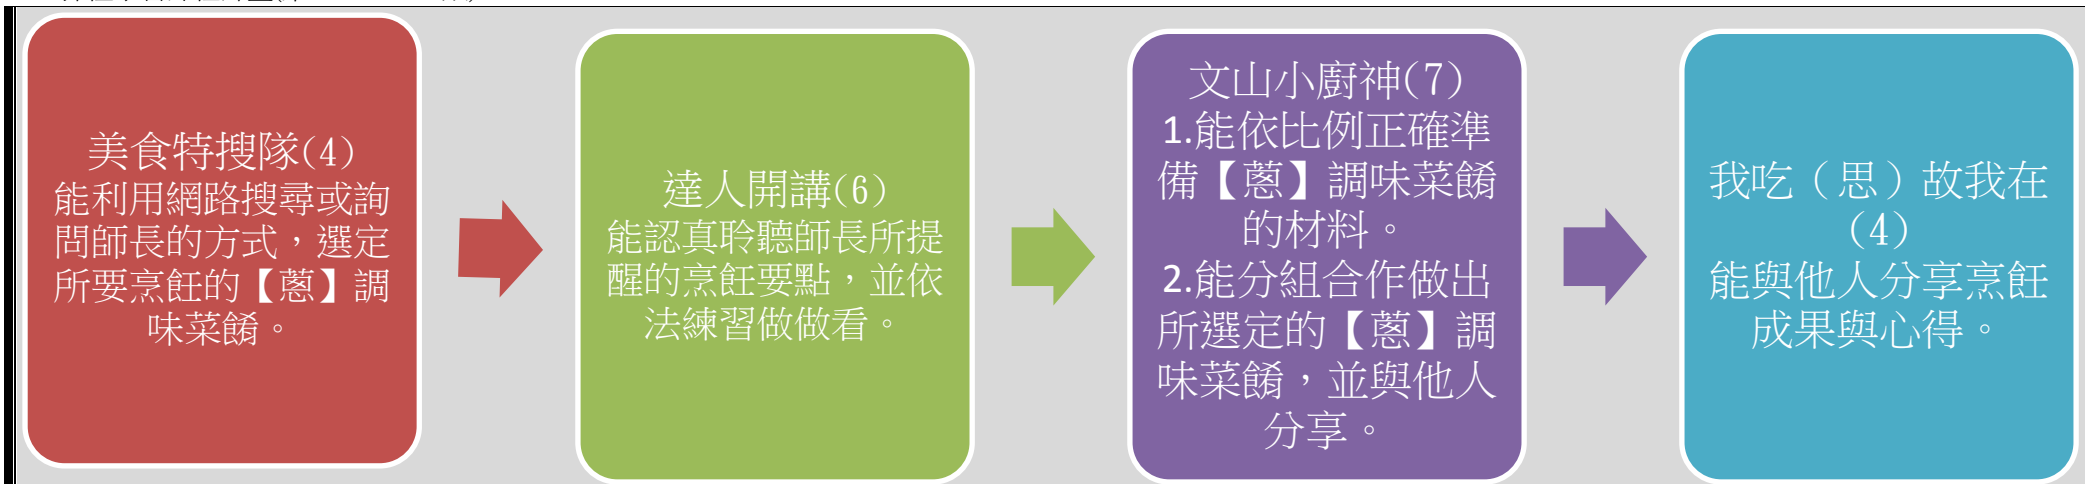 美食特搜隊(4)
能利用網路搜尋或詢
問師長的方式，選定
所要烹飪的【蔥】調
味菜餚。
達人開講(6)
能認真聆聽師長所提
醒的烹飪要點，並依
法練習做做看。
文山小廚神(7)
1.能依比例正確準
備【蔥】調味菜餚
的材料。
2.能分組合作做出
所選定的【蔥】調
味菜餚，並與他人
分享。
我吃（思）故我在
(4)
能與他人分享烹飪
成果與心得。